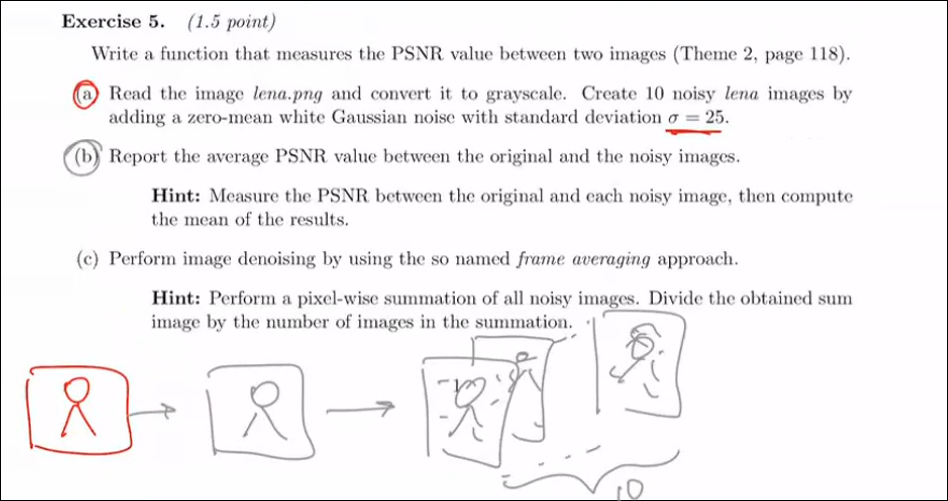 Exercise 5. (1.5 point)
Write a function that measures the PSNR value between two images (Theme 2, page 118).
(a) Read the image lena.png and convert it to grayscale. Create 10 noisy lena images by
adding a zero-mean white Gaussian noise with standard deviation σ = 25.
(b) Report the average PSNR value between the original and the noisy images.
Hint: Measure the PSNR between the original and each noisy image, then compute
the mean of the results.
(c) Perform image denoising by using the so named frame averaging approach.
Hint: Perform a pixel-wise summation of all noisy images. Divide the obtained sum
image by the number of images in the summation.
10